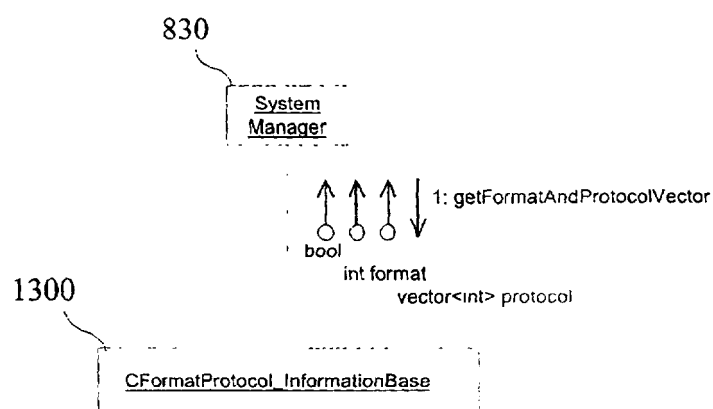 830
System
Manager
1: getFormatAndProtocolVector
bool
int format
vector<int> protocol
1300
CFormatProtocol_InformationBase